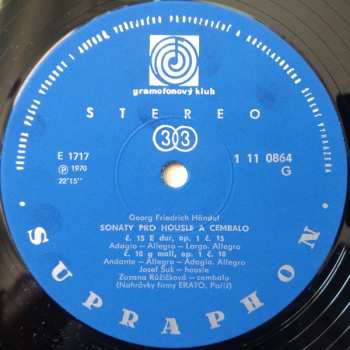 gramofonový klub
STEREO
33
E 1717
1 11 0864
Ⓟ 1970
G
22'15''
Georg Friedrich Händel
SONÁTY PRO HOUSLE A CEMBALO
č. 15 E dur, op. 1 č. 15
Adagio - Allegro - Largo. Allegro
č. 10 g moll, op. 1 č. 10
Andante - Allegro - Adagio. Allegro
Josef Suk - housle
Zuzana Růžičková - cembalo
(Nahrávky firmy ERATO, Paříž)
SUPRAPHON